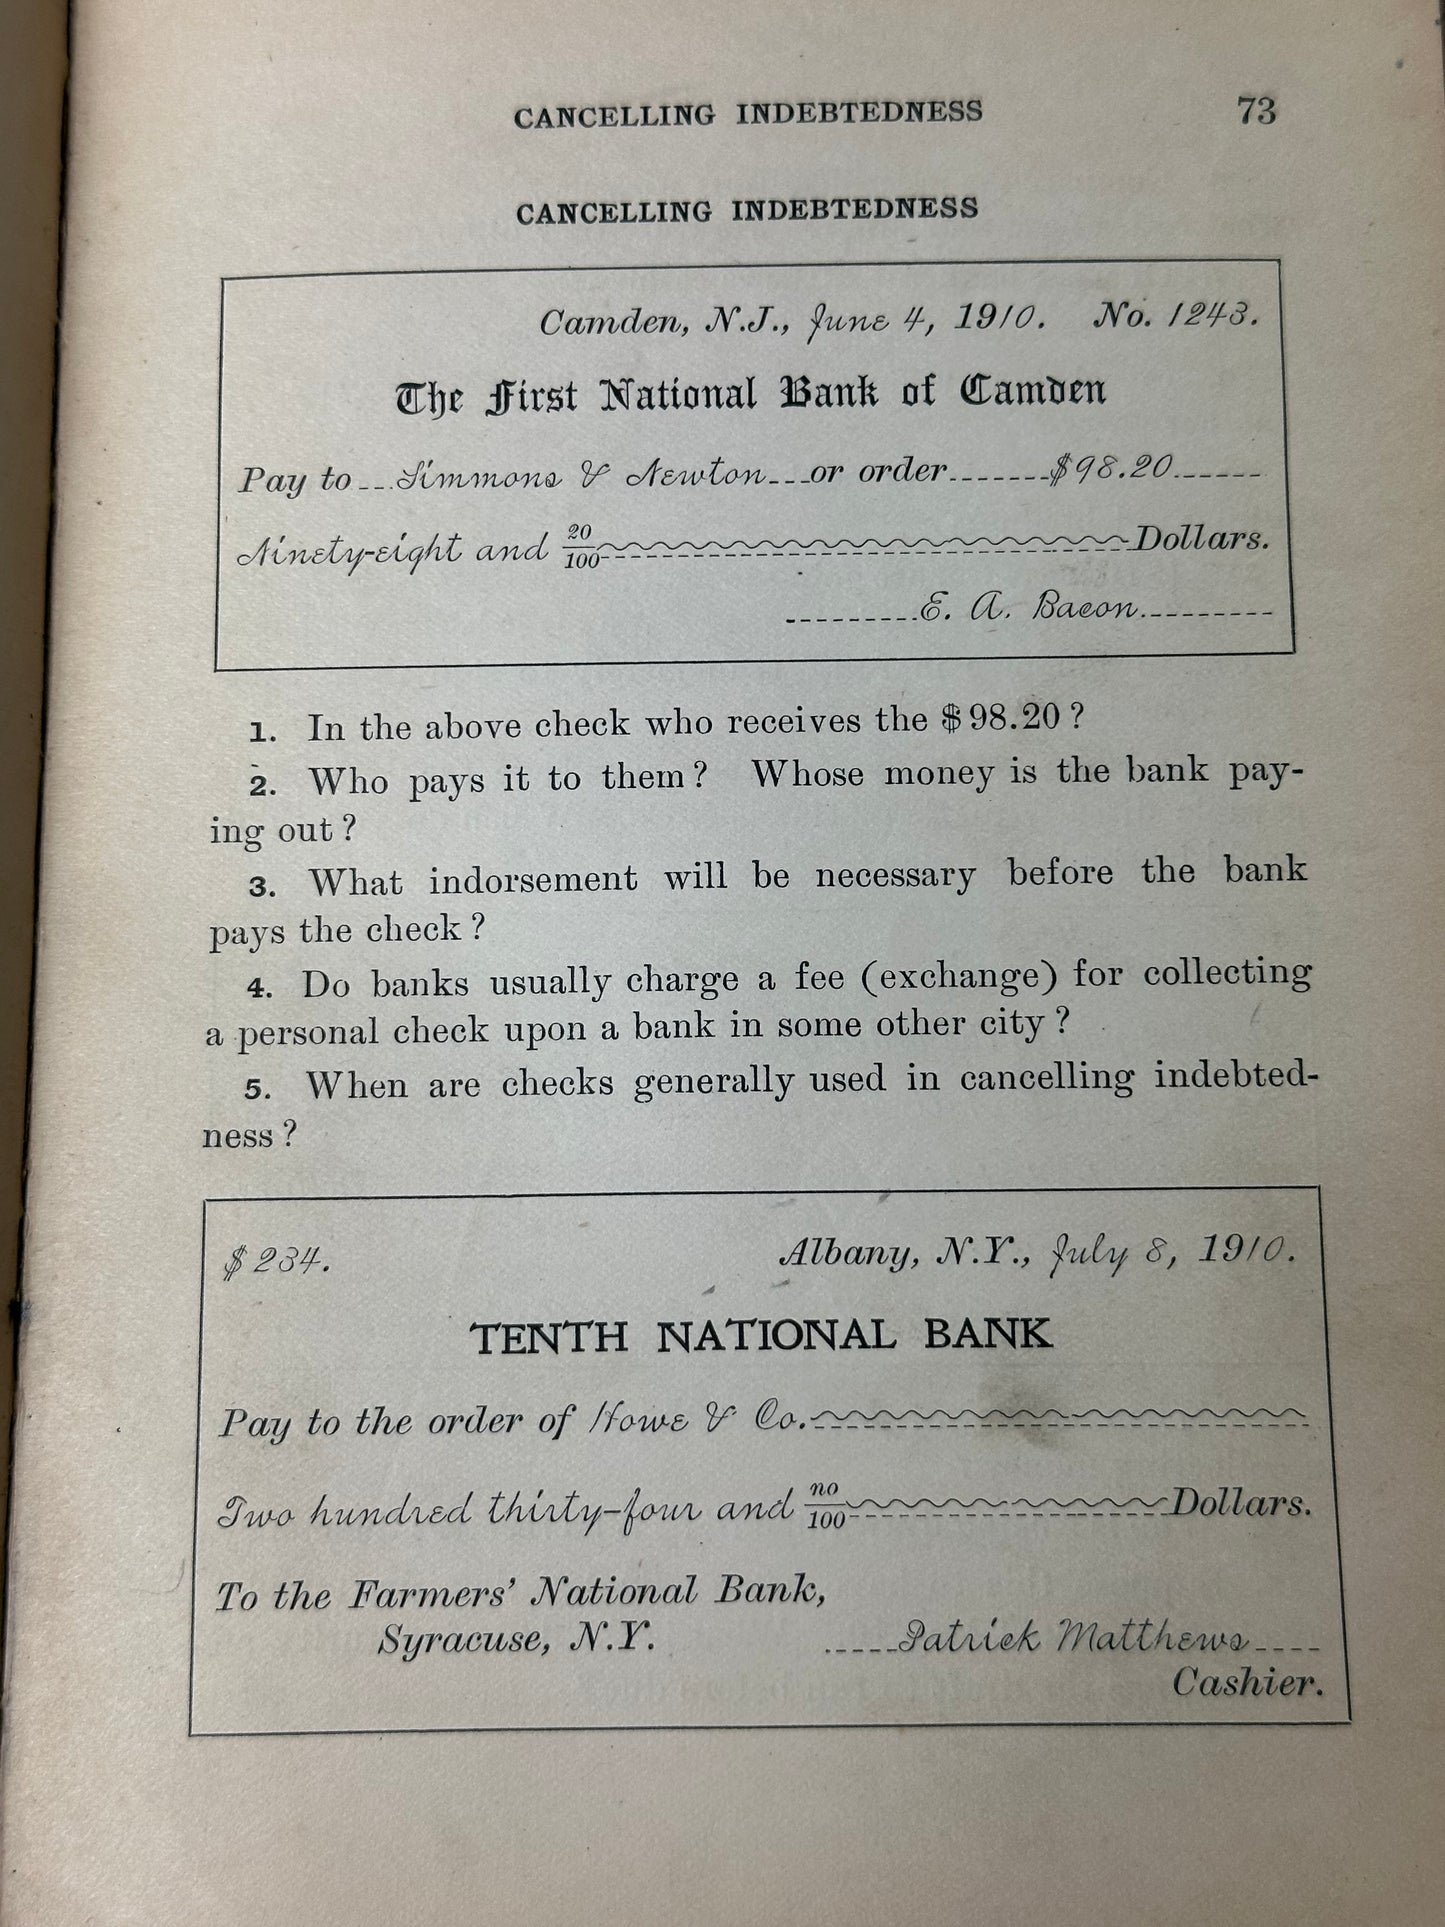 CANCELLING INDEBTEDNESS 73
CANCELLING INDEBTEDNESS
Camden, N.J., June 4, 1910. No. 1243.
The First National Bank of Camden
Pay to Simmons & Newton or order $98.20
Ninety-eight and 20/100 Dollars.
E. A. Bacon
1. In the above check who receives the $98.20?
2. Who pays it to them? Whose money is the bank pay-
ing out?
3. What indorsement will be necessary before the bank
pays the check?
4. Do banks usually charge a fee (exchange) for collecting
a personal check upon a bank in some other city?
5. When are checks generally used in cancelling indebted-
ness?
$234. Albany, N.Y., July 8, 1910.
TENTH NATIONAL BANK
Pay to the order of Howe & Co.
Two hundred thirty-four and no/100 Dollars.
To the Farmers' National Bank,
Syracuse, N.Y. Patrick Matthews
Cashier.